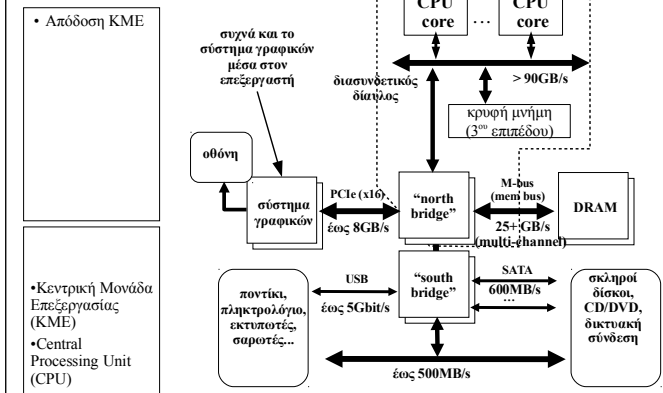 • Απόδοση ΚΜΕ
•Κεντρική Μονάδα
Επεξεργασίας
(ΚΜΕ)
•Central
Processing Unit
(CPU)
συχνά και το
σύστημα γραφικών
μέσα στον
επεξεργαστή
CPU
core
...
CPU
core
διασυνδετικός
δίαυλος
> 90GB/s
κρυφή μνήμη
(3ου επιπέδου)
οθόνη
σύστημα
γραφικών
PCIe (x16)
έως 8GB/s
“north
bridge”
M-bus
(mem bus)
25+ GB/s
(multi-channel)
DRAM
ποντίκι,
πληκτρολόγιο,
εκτυπωτές,
σαρωτές...
USB
έως 5Gbit/s
“south
bridge”
SATA
600MB/s
...
σκληροί
δίσκοι,
CD/DVD,
δικτυακή
σύνδεση
έως 500MB/s